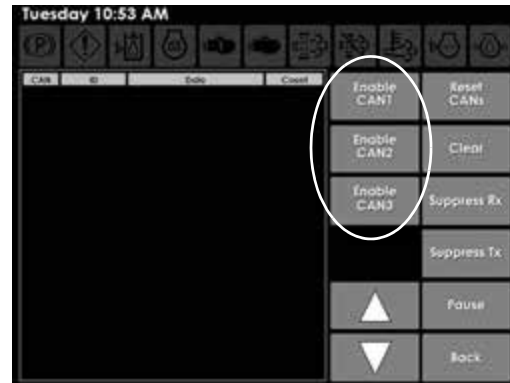 Tuesday 10:53 AM
(P)
CAN ID Data Count
Enable
CAN1
Reset
CANs
Enable
CAN2
Clear
Enable
CAN3
Suppress Rx
Suppress Tx
Pause
Back